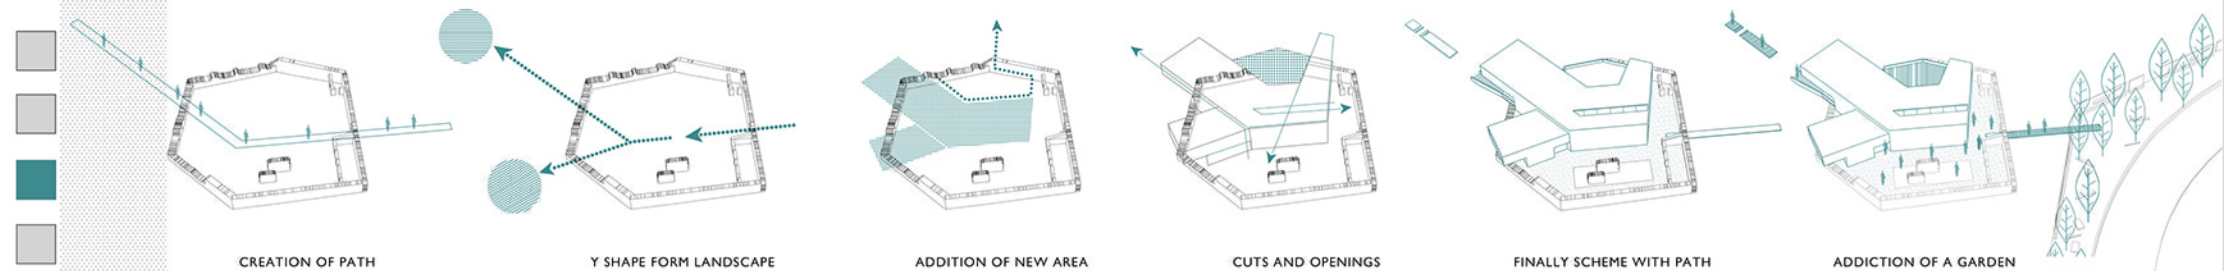 CREATION OF PATH
Y SHAPE FORM LANDSCAPE
ADDITION OF NEW AREA
CUTS AND OPENINGS
FINALLY SCHEME WITH PATH
ADDICTION OF A GARDEN